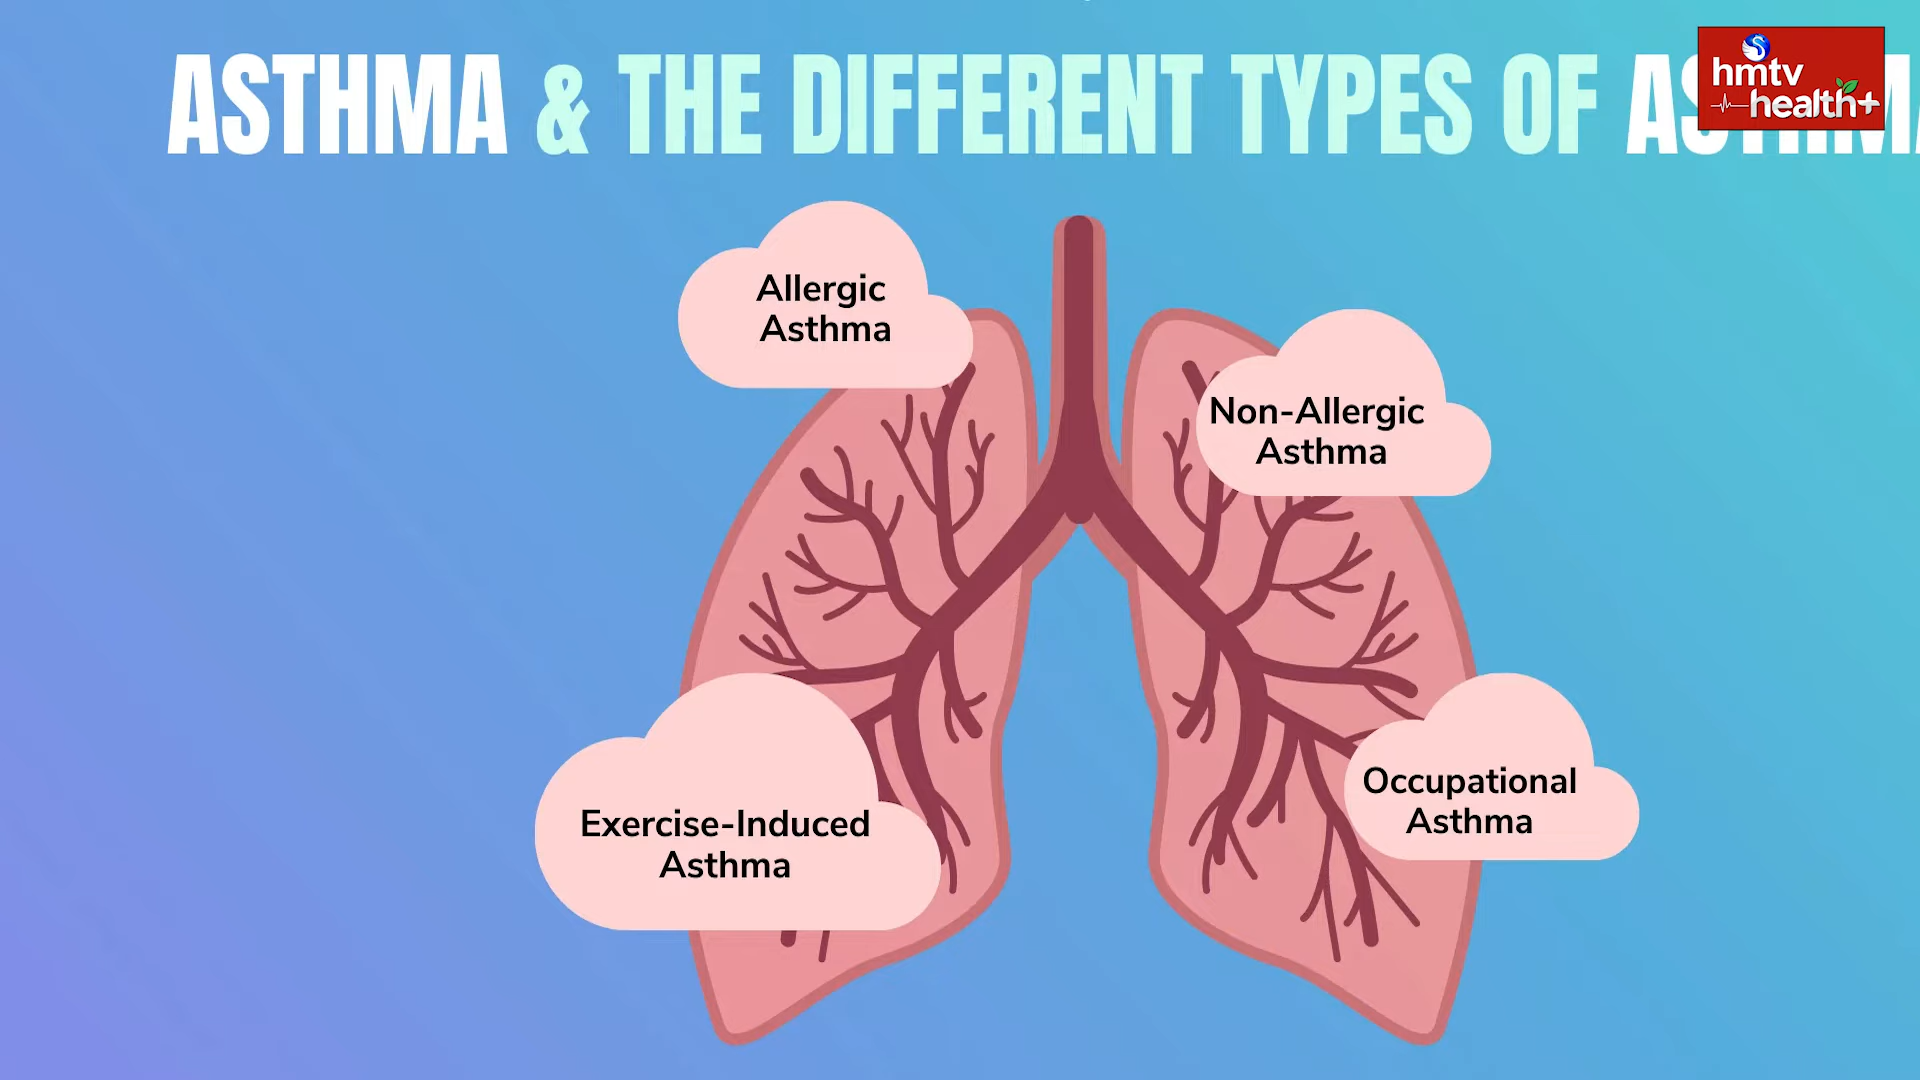 ASTHMA & THE DIFFERENT TYPES OF
hmtv
health+
Allergic
Asthma
Non-Allergic
Asthma
Exercise-Induced
Asthma
Occupational
Asthma